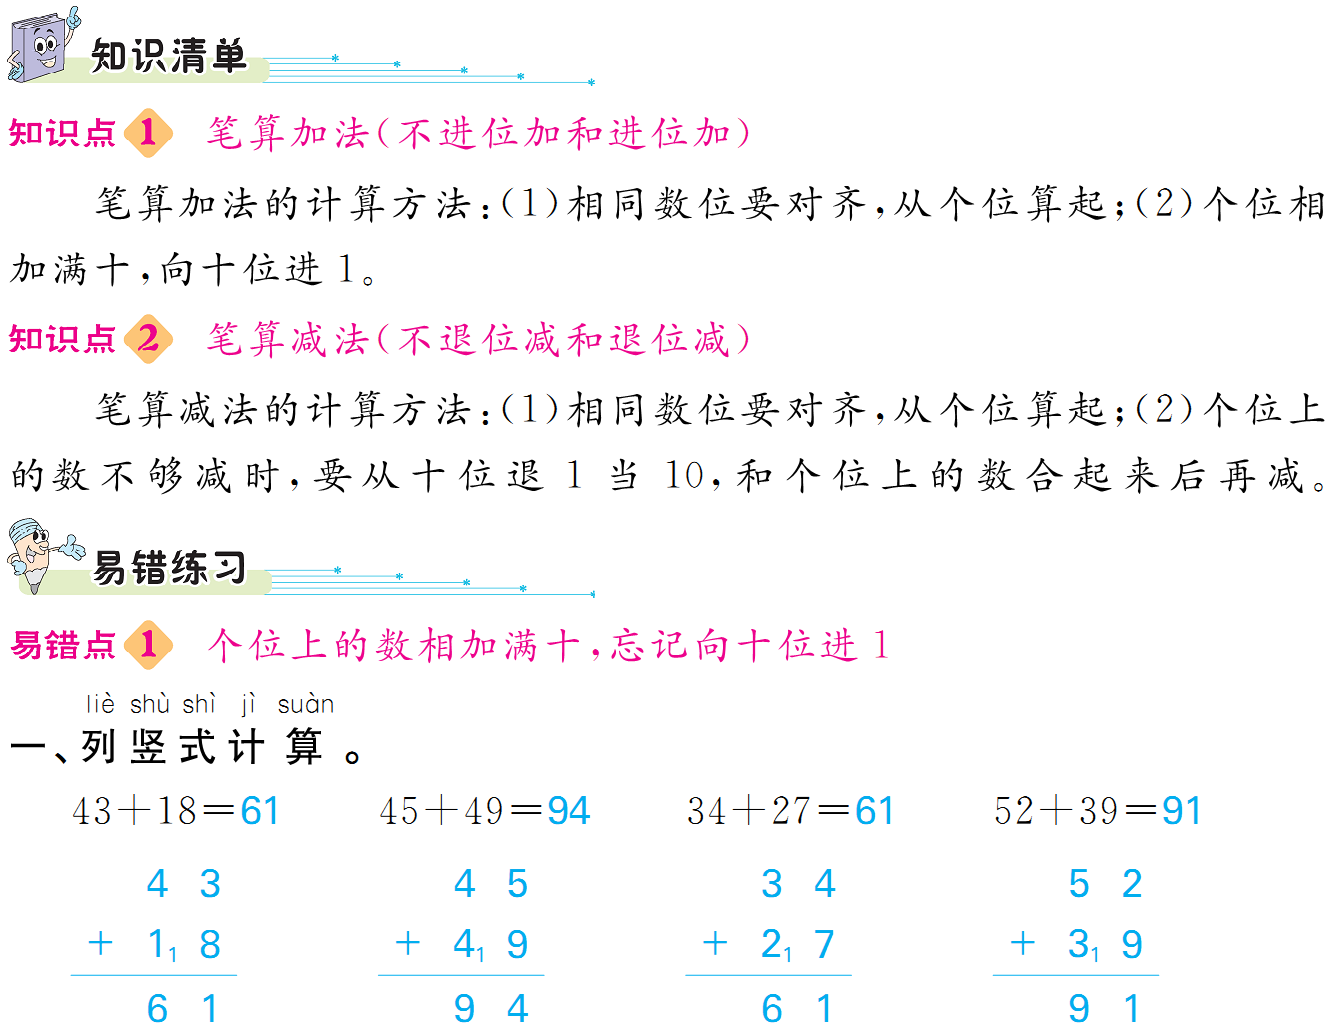 知识清单
知识点1 笔算加法(不进位加和进位加)
笔算加法的计算方法:(1)相同数位要对齐,从个位算起;(2)个位相
加满十,向十位进1。
知识点2 笔算减法(不退位减和退位减)
笔算减法的计算方法:(1)相同数位要对齐,从个位算起;(2)个位上
的数不够减时,要从十位退1当10,和个位上的数合起来后再减。
易错练习
易错点1 个位上的数相加满十,忘记向十位进1
liè shù shì jì suàn
一、列竖式计算。
43+18=61 45+49=94 34+27=61 52+39=91
4 3 4 5 3 4 5 2
+ 1₁8 + 4₁9 + 2₁7 + 3₁9
6 1 9 4 6 1 9 1